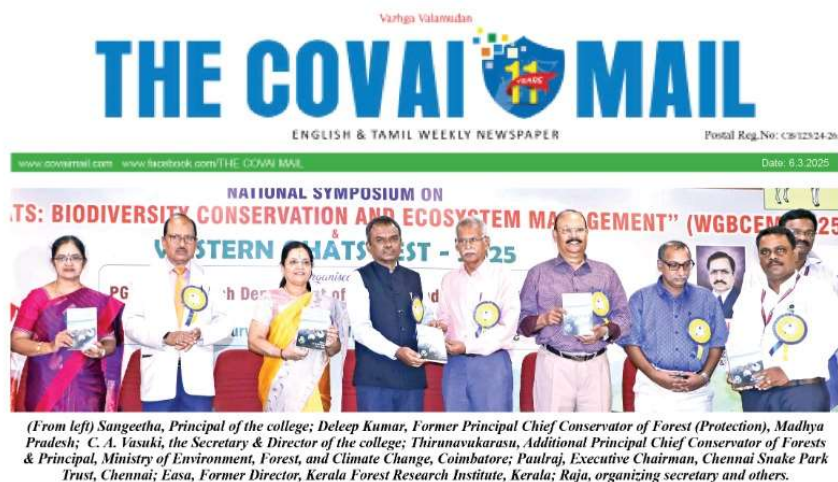 Vazhga Valamudan
THE COVAI MAIL
11
YEARS
ENGLISH & TAMIL WEEKLY NEWSPAPER
Postal Reg.No: CB/123/24-26
www.covaimail.com www.facebook.com/THE COVAI MAIL
Date: 6.3.2025
NATIONAL SYMPOSIUM ON
ATS: BIODIVERSITY CONSERVATION AND ECOSYSTEM MANAGEMENT" (WGBCEM 2025
&
WESTERN GHATS FEST - 2025
PG
(From left) Sangeetha, Principal of the college; Deleep Kumar, Former Principal Chief Conservator of Forest (Protection), Madhya
Pradesh; C. A. Vasuki, the Secretary & Director of the college; Thirunavukarasu, Additional Principal Chief Conservator of Forests
& Principal, Ministry of Environment, Forest, and Climate Change, Coimbatore; Paulraj, Executive Chairman, Chennai Snake Park
Trust, Chennai; Easa, Former Director, Kerala Forest Research Institute, Kerala; Raja, organizing secretary and others.